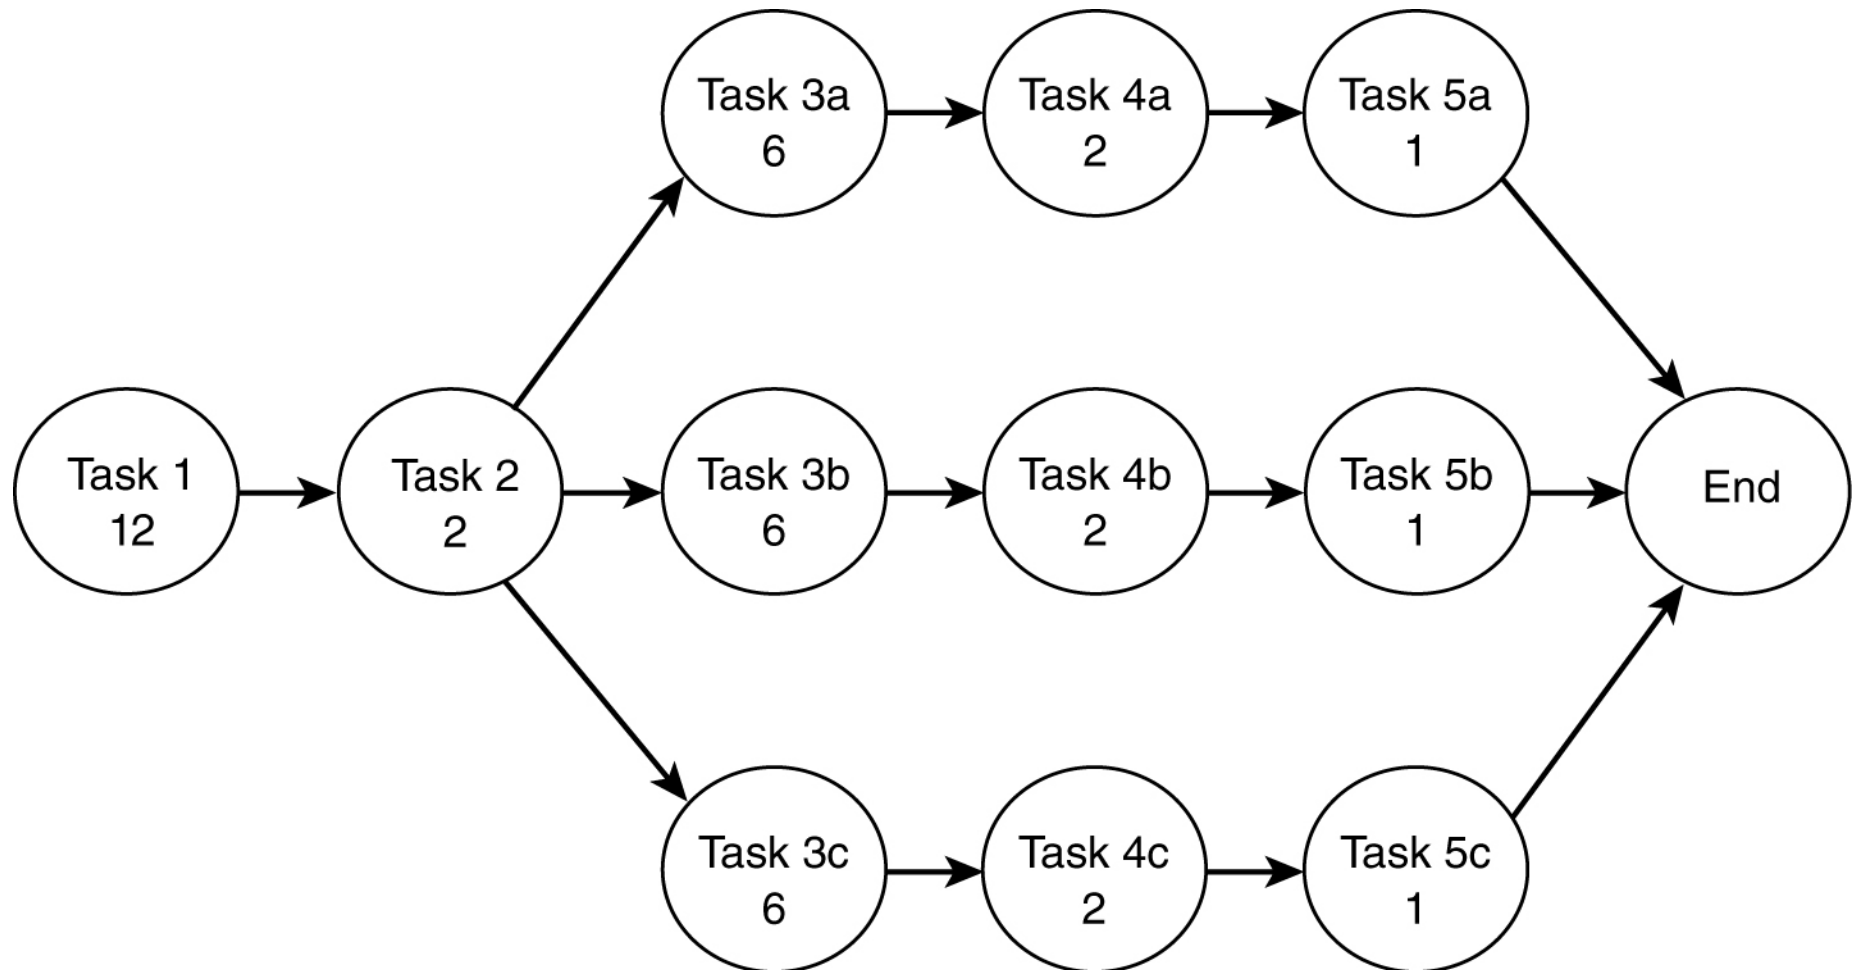 Task 3a
6
Task 4a
2
Task 5a
1
Task 1
12
Task 2
2
Task 3b
6
Task 4b
2
Task 5b
1
End
Task 3c
6
Task 4c
2
Task 5c
1